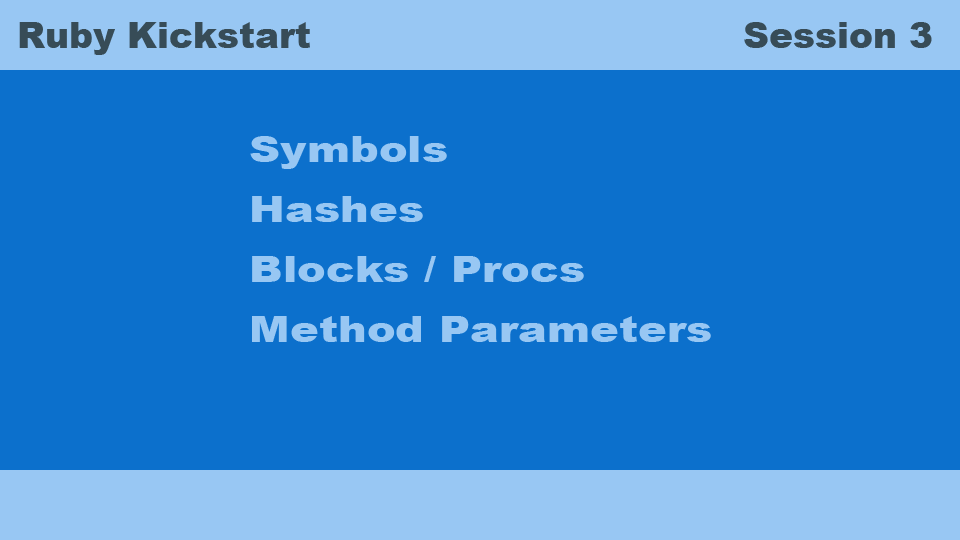 Ruby Kickstart
Session 3
Symbols
Hashes
Blocks / Procs
Method Parameters